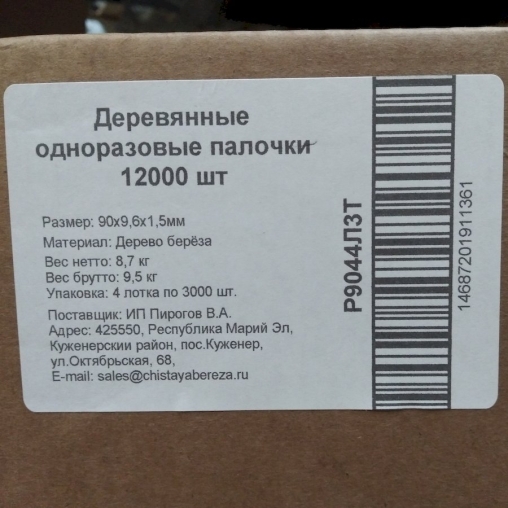 Деревянные
одноразовые палочки
12000 шт
Размер: 90х9,6х1,5мм
Материал: Дерево берёза
Вес нетто: 8,7 кг
Вес брутто: 9,5 кг
Упаковка: 4 лотка по 3000 шт.
Поставщик: ИП Пирогов В.А.
Адрес: 425550, Республика Марий Эл,
Куженерский район, пос.Куженер,
ул.Октябрьская, 68,
E-mail: sales@chistayabereza.ru
Р9044Л3Т
14687201911361